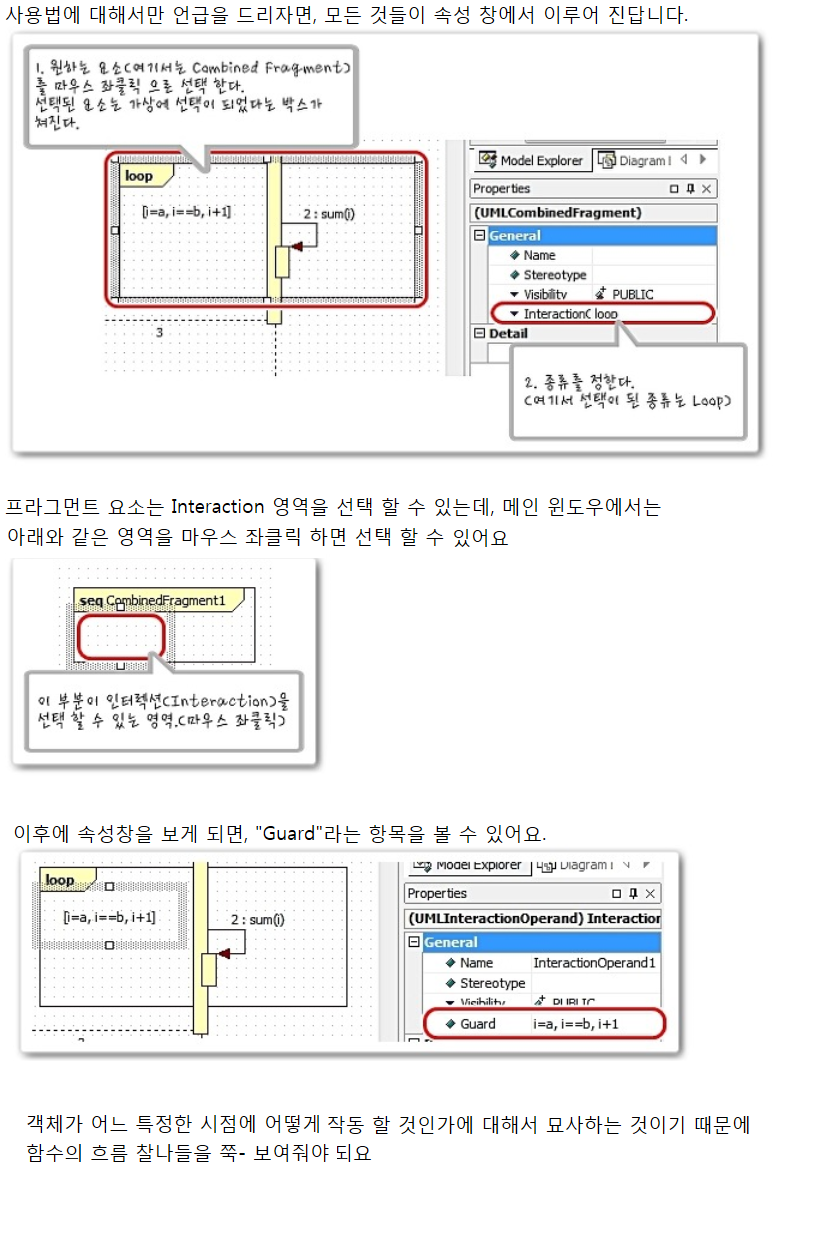 사용법에 대해서만 언급을 드리자면, 모든 것들이 속성 창에서 이루어 진답니다.
1. 원하는 요소(여기서는 Combined Fragment)
를 마우스 좌클릭 으로 선택 한다.
선택된 요소는 가상에 선택이 되었다는 박스가
쳐진다.
loop
[i=a, i==b, i+1]
2 : sum(i)
3
Model Explorer
Diagram
Properties
(UMLCombinedFragment)
General
Name
Stereotype
Visibility PUBLIC
InteractionO loop
Detail
2. 종류를 정한다.
(여기서 선택이 된 종류는 Loop)
프라그먼트 요소는 Interaction 영역을 선택 할 수 있는데, 메인 윈도우에서는
아래와 같은 영역을 마우스 좌클릭 하면 선택 할 수 있어요
seq CombinedFragment1
이 부분이 인터렉션(Interaction)을
선택 할 수 있는 영역.(마우스 좌클릭)
이후에 속성창을 보게 되면, "Guard"라는 항목을 볼 수 있어요.
loop
[i=a, i==b, i+1]
2 : sum(i)
Model Explorer
Diagram
Properties
(UMLInteractionOperand) Interaction
General
Name InteractionOperand1
Stereotype
Visibility PUBLIC
Guard i=a, i==b, i+1
객체가 어느 특정한 시점에 어떻게 작동 할 것인가에 대해서 묘사하는 것이기 때문에
함수의 흐름 찰나들을 쭉- 보여줘야 되요